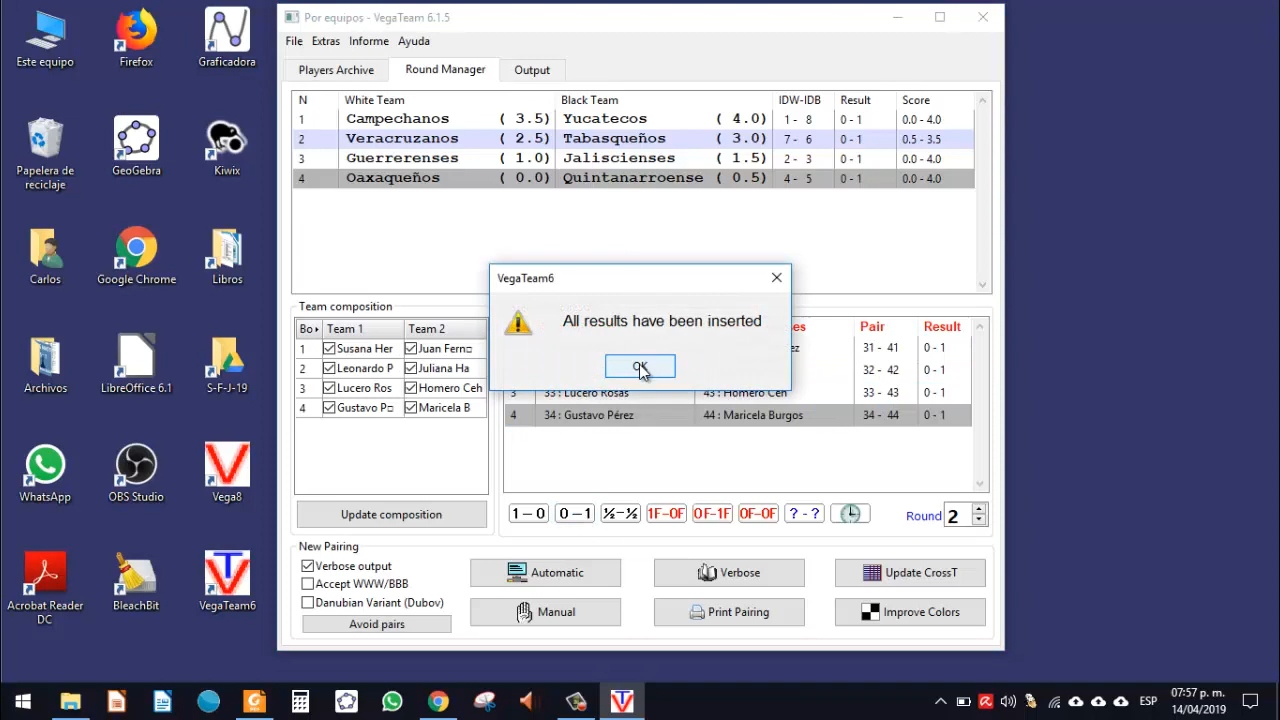 Este equipo
Firefox
Graficadora
Papelera de
reciclaje
GeoGebra
Kiwix
Carlos
Google Chrome
Libros
Archivos
LibreOffice 6.1
S-F-J-19
WhatsApp
OBS Studio
Vega8
Acrobat Reader
DC
BleachBit
VegaTeam6
Por equipos - VegaTeam 6.1.5
File Extras Informe Ayuda
Players Archive Round Manager Output
N White Team Black Team IDW-IDB Result Score
1 Campechanos ( 3.5) Yucatecos ( 4.0) 1 - 8 0 - 1 0.0 - 4.0
2 Veracruzanos ( 2.5) Tabasqueños ( 3.0) 7 - 6 0 - 1 0.5 - 3.5
3 Guerrerenses ( 1.0) Jaliscienses ( 1.5) 2 - 3 0 - 1 0.0 - 4.0
4 Oaxaqueños ( 0.0) Quintanarroense ( 0.5) 4 - 5 0 - 1 0.0 - 4.0
VegaTeam6
All results have been inserted
OK
Team composition
Bo Team 1 Team 2
1 Susana Her Juan Fern□
2 Leonardo P Juliana Ha
3 Lucero Ros Homero Ceh
4 Gustavo P□ Maricela B
Update composition
es Pair Result
ez 31 - 41 0 - 1
32 - 42 0 - 1
3 33 : Lucero Rosas 43 : Homero Ceh 33 - 43 0 - 1
4 34 : Gustavo Pérez 44 : Maricela Burgos 34 - 44 0 - 1
1-0 0-1 ½-½ 1F-0F 0F-1F 0F-0F ?-? Round 2
New Pairing
Verbose output
Accept WWW/BBB
Danubian Variant (Dubov)
Avoid pairs
Automatic Verbose Update CrossT
Manual Print Pairing Improve Colors
ESP
07:57 p. m.
14/04/2019